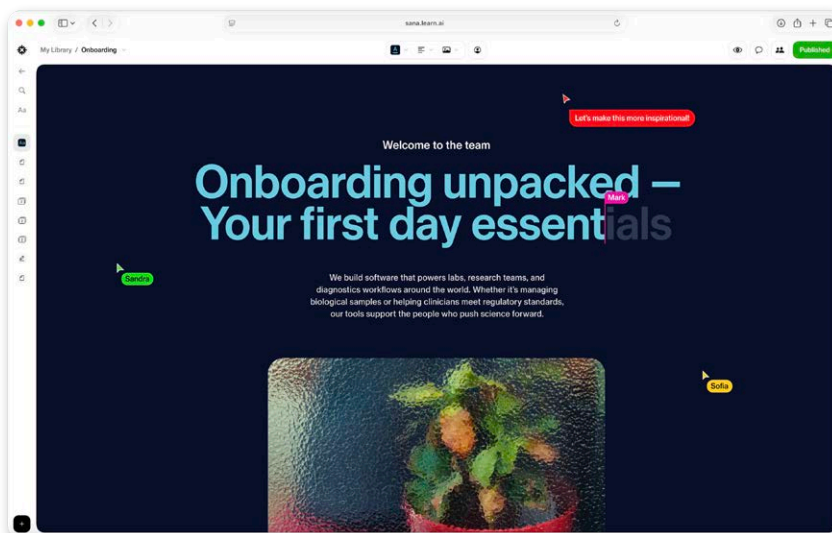 sana.learn.ai
My Library / Onboarding
Published
Aa
Let's make this more inspirational!
Welcome to the team
Onboarding unpacked —
Mark
Your first day essentials
Sandra
We build software that powers labs, research teams, and
diagnostics workflows around the world. Whether it's managing
biological samples or helping clinicians meet regulatory standards,
our tools support the people who push science forward.
Sofia